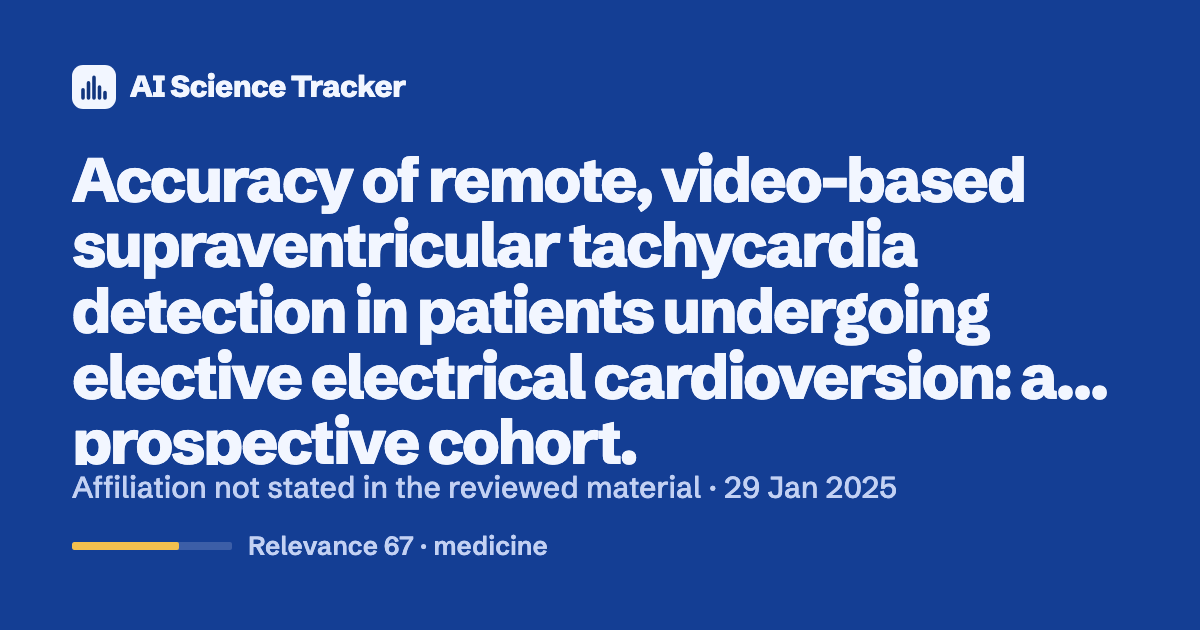 AI Science Tracker
Accuracy of remote, video-based
supraventricular tachycardia
detection in patients undergoing
elective electrical cardioversion: a...
prospective cohort.
Affiliation not stated in the reviewed material · 29 Jan 2025
Relevance 67 · medicine